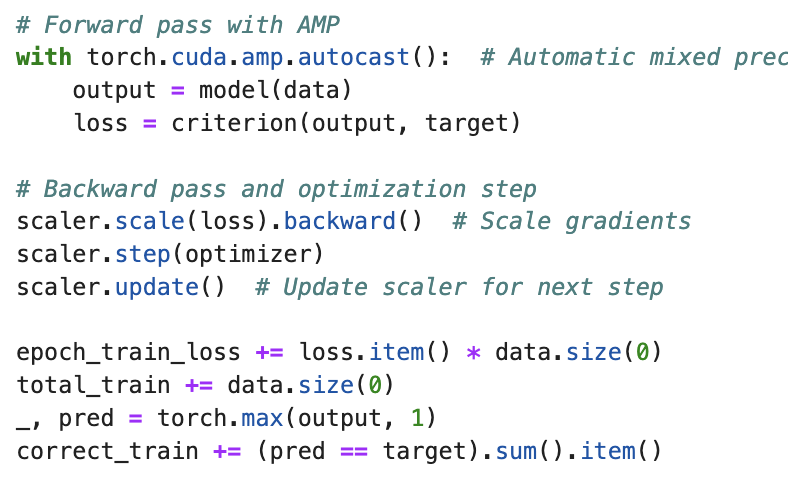 # Forward pass with AMP
with torch.cuda.amp.autocast():  # Automatic mixed prec
    output = model(data)
    loss = criterion(output, target)

# Backward pass and optimization step
scaler.scale(loss).backward()  # Scale gradients
scaler.step(optimizer)
scaler.update()  # Update scaler for next step

epoch_train_loss += loss.item() * data.size(0)
total_train += data.size(0)
_, pred = torch.max(output, 1)
correct_train += (pred == target).sum().item()